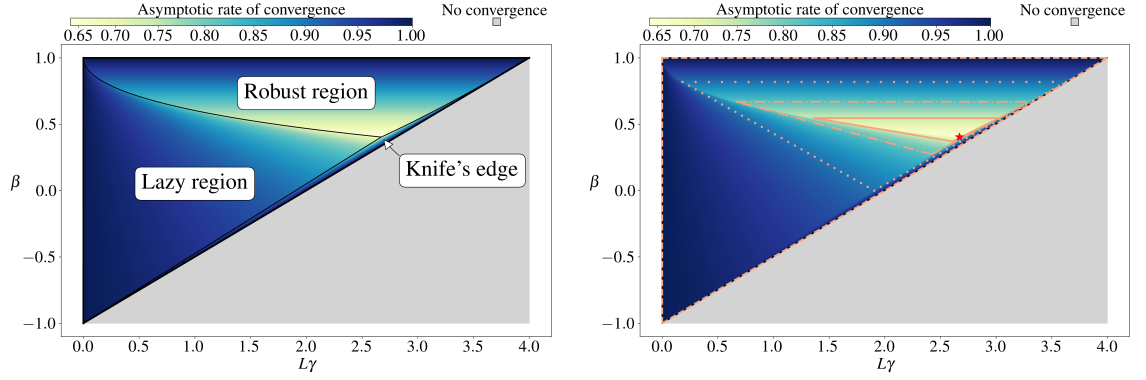 Asymptotic rate of convergence
No convergence
0.65 0.70 0.75 0.80 0.85 0.90 0.95 1.00
1.0
0.5
0.0
−0.5
−1.0
β
Robust region
Lazy region
Knife's edge
0.0 0.5 1.0 1.5 2.0 2.5 3.0 3.5 4.0
Lγ
Asymptotic rate of convergence
No convergence
0.65 0.70 0.75 0.80 0.85 0.90 0.95 1.00
1.0
0.5
0.0
−0.5
−1.0
β
0.0 0.5 1.0 1.5 2.0 2.5 3.0 3.5 4.0
Lγ